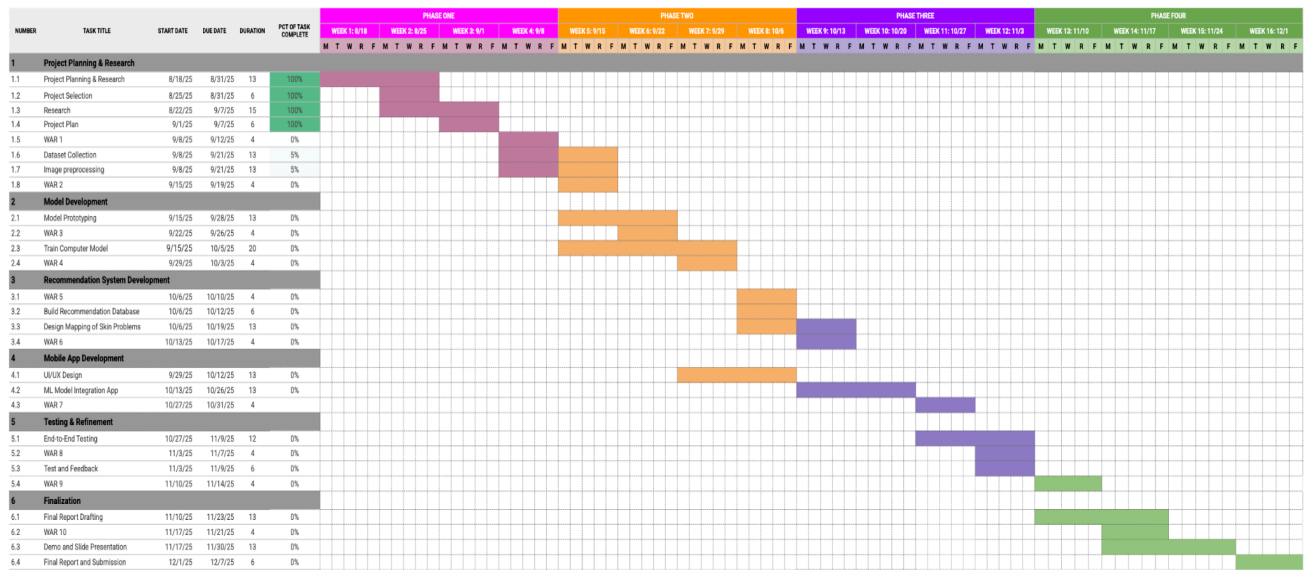 PHASE ONE PHASE TWO PHASE THREE PHASE FOUR
NUMBER TASK TITLE START DATE DUE DATE DURATION PCT OF TASK COMPLETE WEEK 1: 8/18 WEEK 2: 8/25 WEEK 3: 9/1 WEEK 4: 9/8 WEEK 5: 9/15 WEEK 6: 9/22 WEEK 7: 9/29 WEEK 8: 10/6 WEEK 9: 10/13 WEEK 10: 10/20 WEEK 11: 10/27 WEEK 12: 11/3 WEEK 13: 11/10 WEEK 14: 11/17 WEEK 15: 11/24 WEEK 16: 12/1
M T W R F M T W R F M T W R F M T W R F M T W R F M T W R F M T W R F M T W R F M T W R F M T W R F M T W R F M T W R F M T W R F M T W R F M T W R F M T W R F
1 Project Planning & Research
1.1 Project Planning & Research 8/18/25 8/31/25 13 100%
1.2 Project Selection 8/25/25 8/31/25 6 100%
1.3 Research 8/22/25 9/7/25 15 100%
1.4 Project Plan 9/1/25 9/7/25 6 100%
1.5 WAR 1 9/8/25 9/12/25 4 0%
1.6 Dataset Collection 9/8/25 9/21/25 13 5%
1.7 Image preprocessing 9/8/25 9/21/25 13 5%
1.8 WAR 2 9/15/25 9/19/25 4 0%
2 Model Development
2.1 Model Prototyping 9/15/25 9/28/25 13 0%
2.2 WAR 3 9/22/25 9/26/25 4 0%
2.3 Train Computer Model 9/15/25 10/5/25 20 0%
2.4 WAR 4 9/29/25 10/3/25 4 0%
3 Recommendation System Development
3.1 WAR 5 10/6/25 10/10/25 4 0%
3.2 Build Recommendation Database 10/6/25 10/12/25 6 0%
3.3 Design Mapping of Skin Problems 10/6/25 10/19/25 13 0%
3.4 WAR 6 10/13/25 10/17/25 4 0%
4 Mobile App Development
4.1 UI/UX Design 9/29/25 10/12/25 13 0%
4.2 ML Model Integration App 10/13/25 10/26/25 13 0%
4.3 WAR 7 10/27/25 10/31/25 4
5 Testing & Refinement
5.1 End-to-End Testing 10/27/25 11/9/25 12 0%
5.2 WAR 8 11/3/25 11/7/25 4 0%
5.3 Test and Feedback 11/3/25 11/9/25 6 0%
5.4 WAR 9 11/10/25 11/14/25 4 0%
6 Finalization
6.1 Final Report Drafting 11/10/25 11/23/25 13 0%
6.2 WAR 10 11/17/25 11/21/25 4 0%
6.3 Demo and Slide Presentation 11/17/25 11/30/25 13 0%
6.4 Final Report and Submission 12/1/25 12/7/25 6 0%